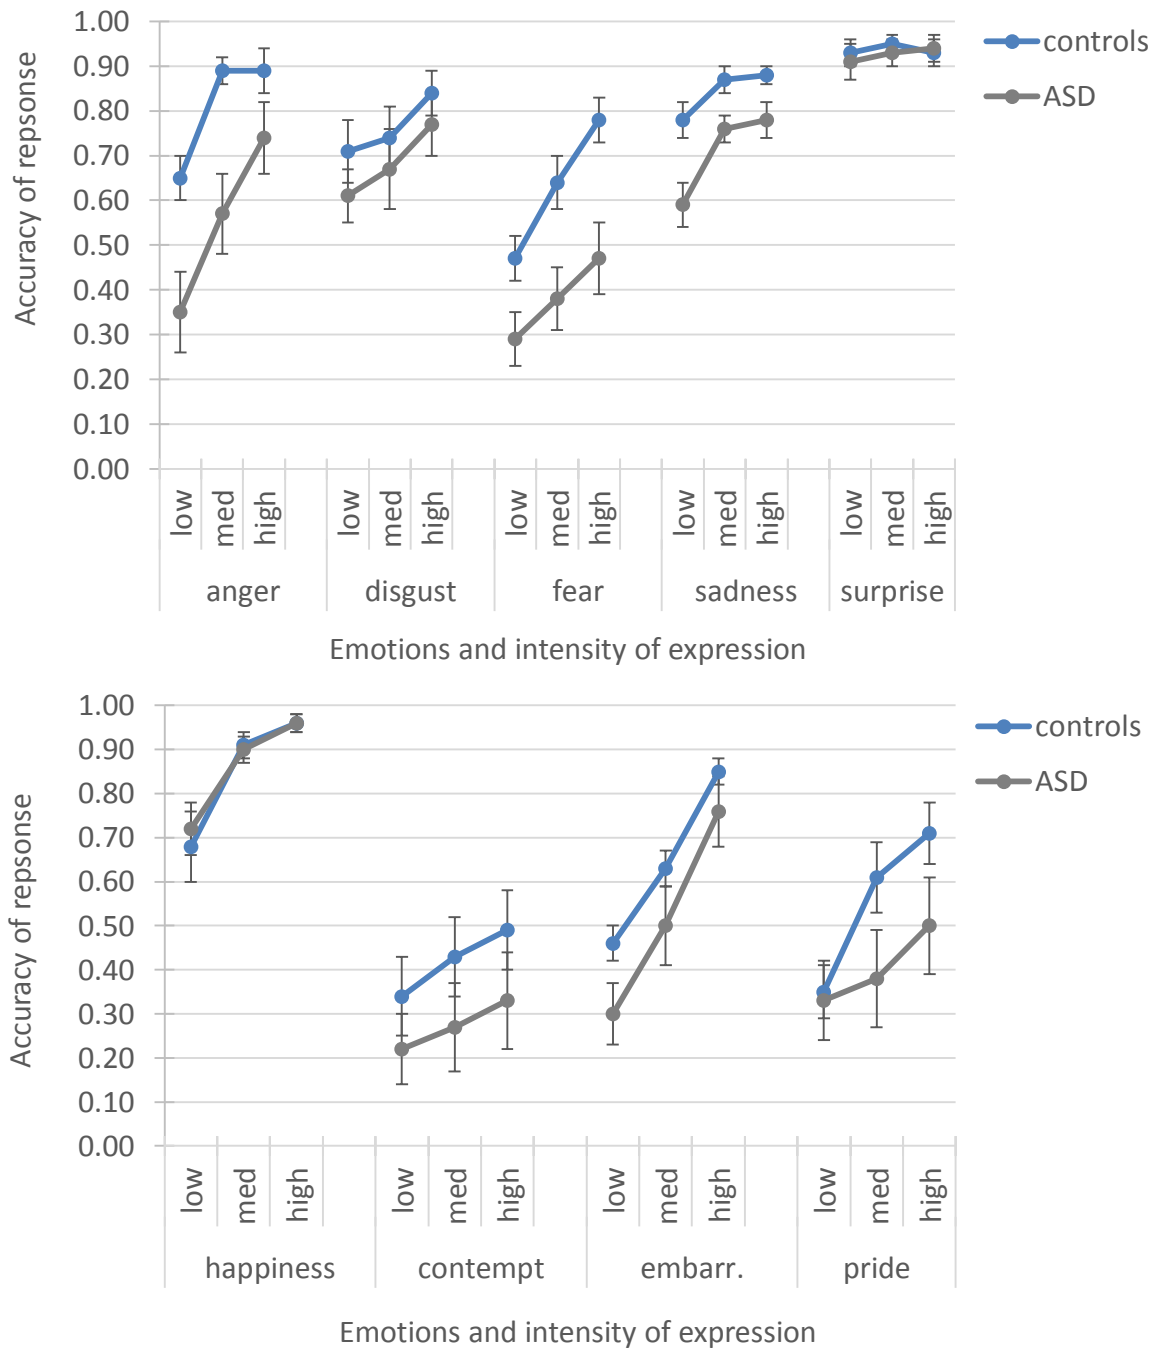 1.00
0.90
0.80
0.70
0.60
0.50
0.40
0.30
0.20
0.10
0.00
Accuracy of repsonse
controls
ASD
low med high low med high low med high low med high low med high
anger disgust fear sadness surprise
Emotions and intensity of expression
1.00
0.90
0.80
0.70
0.60
0.50
0.40
0.30
0.20
0.10
0.00
Accuracy of repsonse
controls
ASD
low med high low med high low med high low med high
happiness contempt embarr. pride
Emotions and intensity of expression